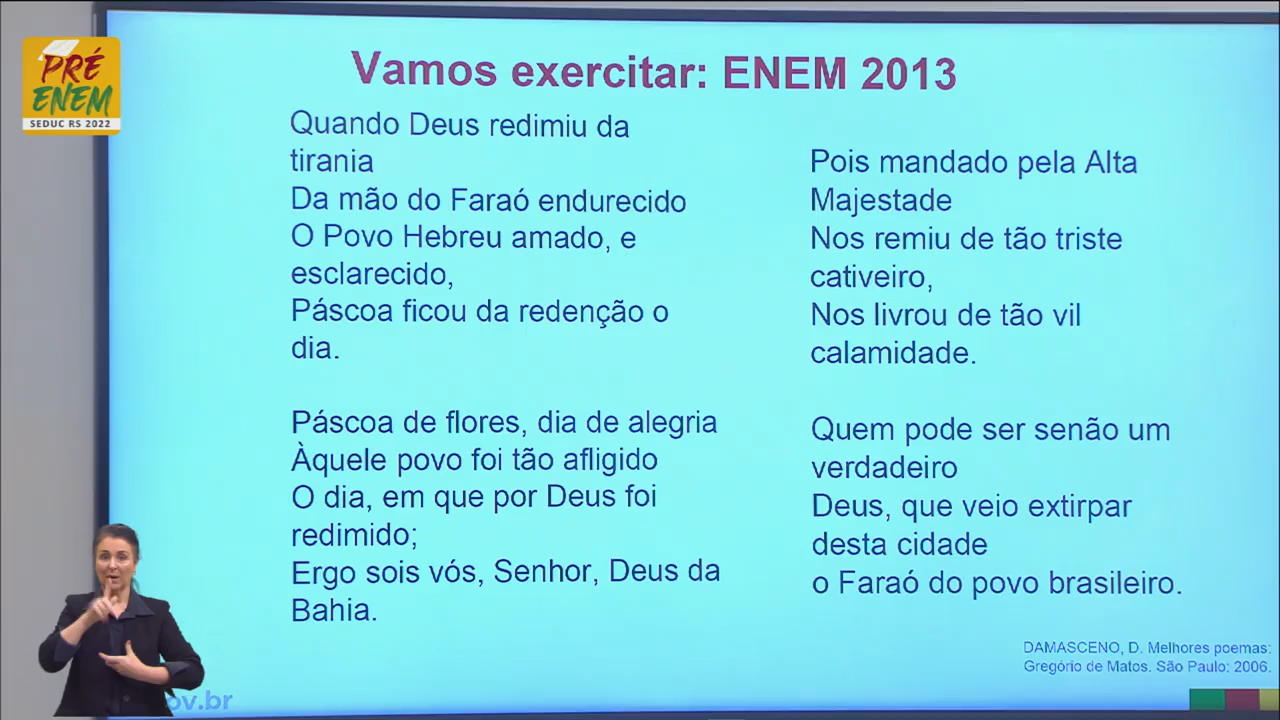 PRÉ
ENEM
SEDUC RS 2022
Vamos exercitar: ENEM 2013
Quando Deus redimiu da
tirania
Da mão do Faraó endurecido
O Povo Hebreu amado, e
esclarecido,
Páscoa ficou da redenção o
dia.
Páscoa de flores, dia de alegria
Àquele povo foi tão afligido
O dia, em que por Deus foi
redimido;
Ergo sois vós, Senhor, Deus da
Bahia.
Pois mandado pela Alta
Majestade
Nos remiu de tão triste
cativeiro,
Nos livrou de tão vil
calamidade.
Quem pode ser senão um
verdadeiro
Deus, que veio extirpar
desta cidade
o Faraó do povo brasileiro.
DAMASCENO, D. Melhores poemas:
Gregório de Matos. São Paulo: 2006.
ov.br